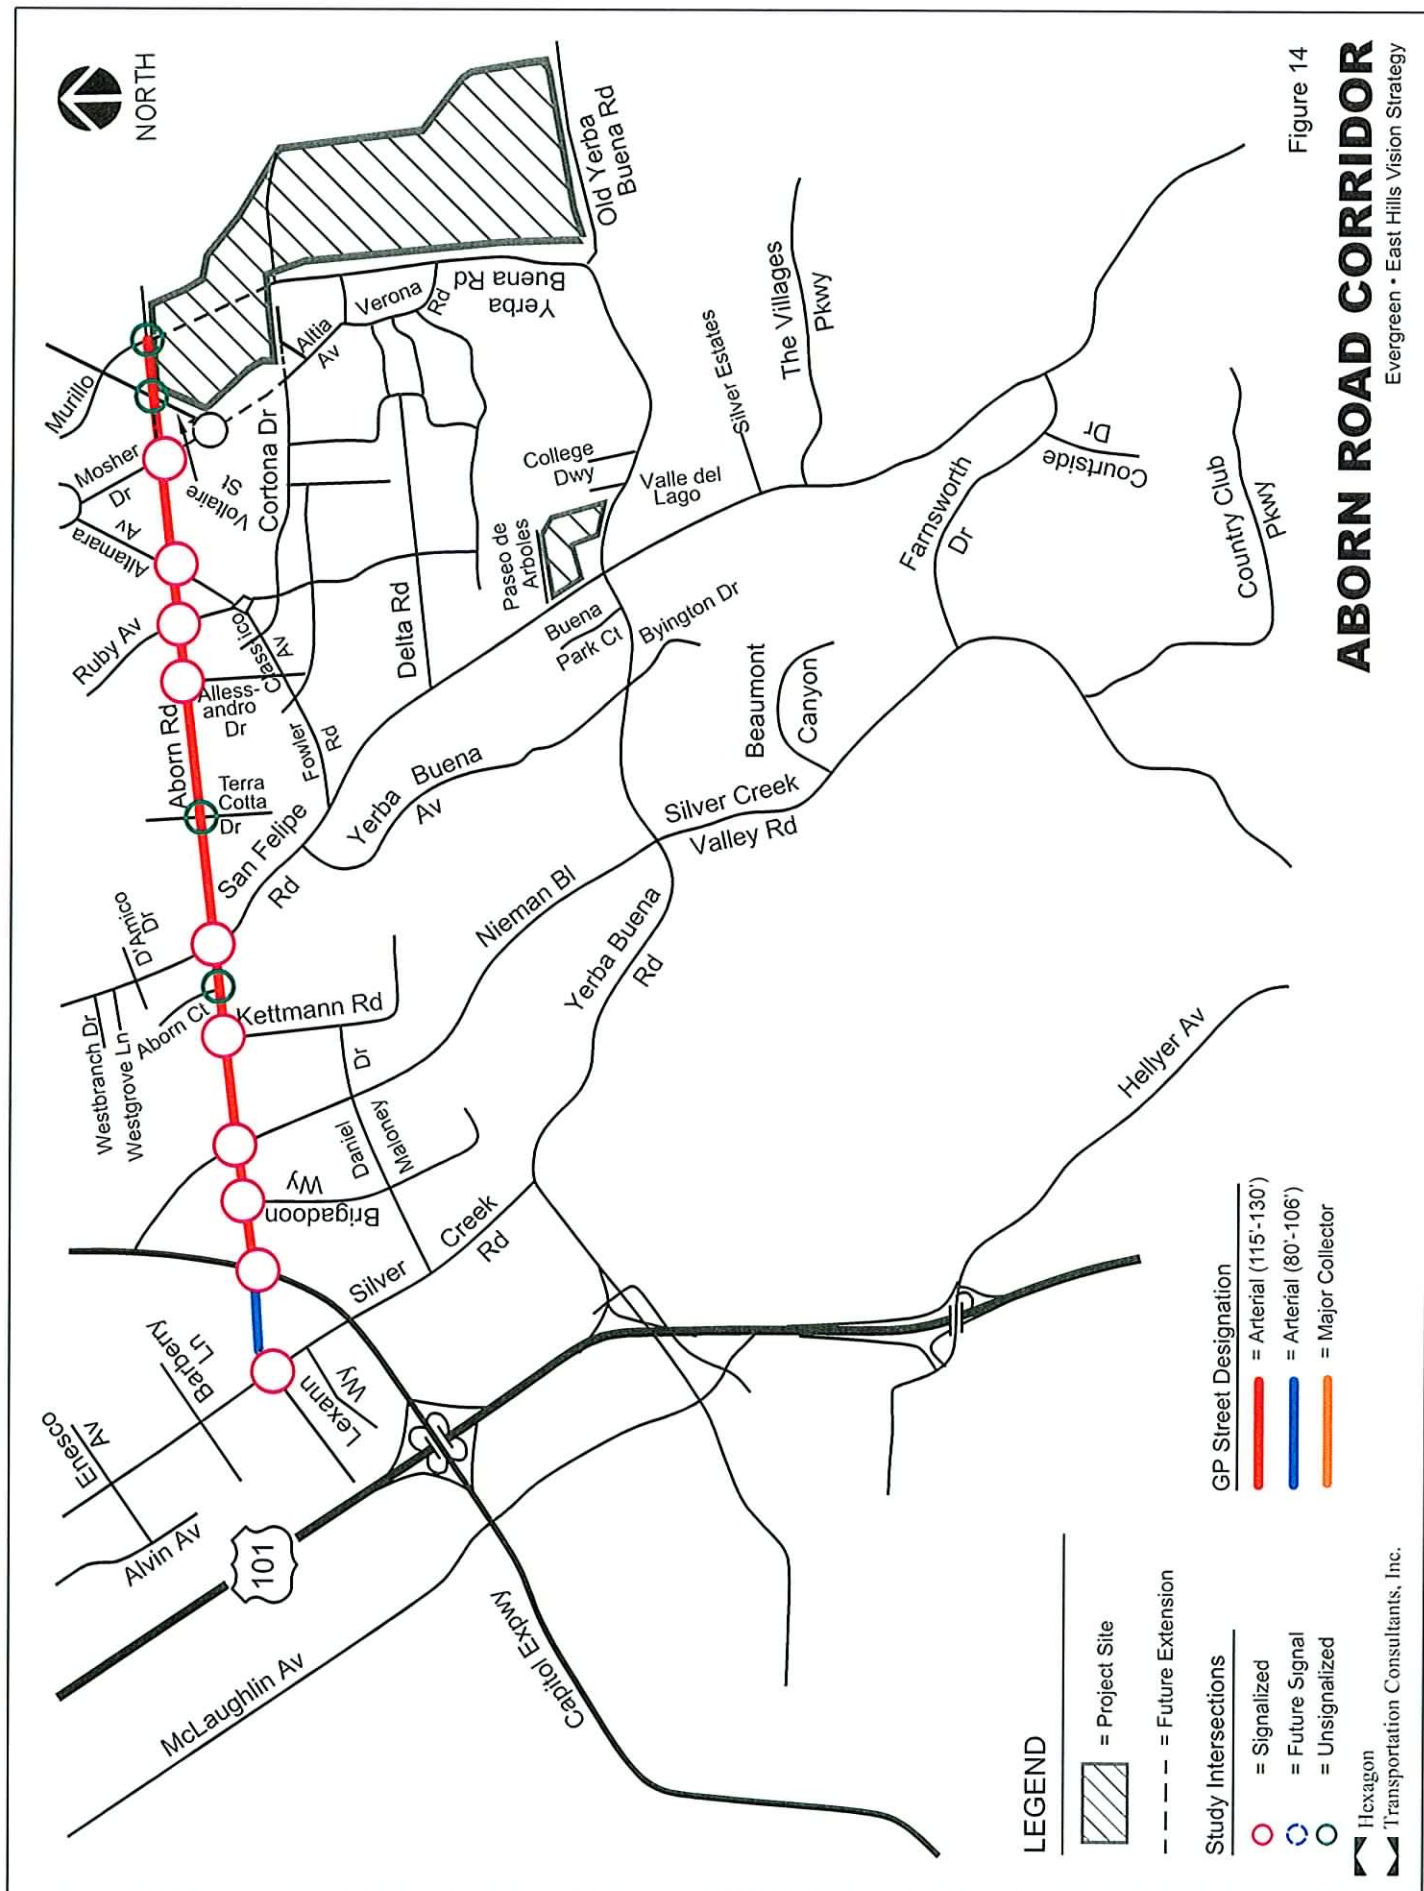 NORTH
Murillo
Mosher
Dr
Altamara
Av
Ruby Av
Voltaire
St
Cortona Dr
Altia
Av
Verona
Rd
Yerba
Buena Rd
Old Yerba
Buena Rd
Classico
Av
Alless-
andro
Dr
Aborn Rd
Terra
Cotta
Dr
Fowler
Rd
Delta Rd
San Felipe
Rd
Yerba Buena
Av
College
Dwy
Valle del
Lago
Paseo de
Arboles
Buena
Park Ct
Byington Dr
Silver Estates
The Villages
Pkwy
Farnsworth
Dr
Courtside
Dr
Country Club
Pkwy
Beaumont
Canyon
Silver Creek
Valley Rd
Nieman Bl
Yerba Buena
Rd
D'Amico
Dr
Westbranch Dr
Westgrove Ln
Aborn Ct
Kettmann Rd
Daniel
Maloney
Dr
Brigadoon
Wy
Silver Creek
Rd
Hellyer Av
Barberry
Ln
Lexann
Wy
Enesco
Av
Alvin Av
101
McLaughlin Av
Capitol Expwy
LEGEND
= Project Site
= Future Extension
Study Intersections
= Signalized
= Future Signal
= Unsignalized
GP Street Designation
= Arterial (115'-130')
= Arterial (80'-106')
= Major Collector
Hexagon
Transportation Consultants, Inc.
Figure 14
ABORN ROAD CORRIDOR
Evergreen • East Hills Vision Strategy